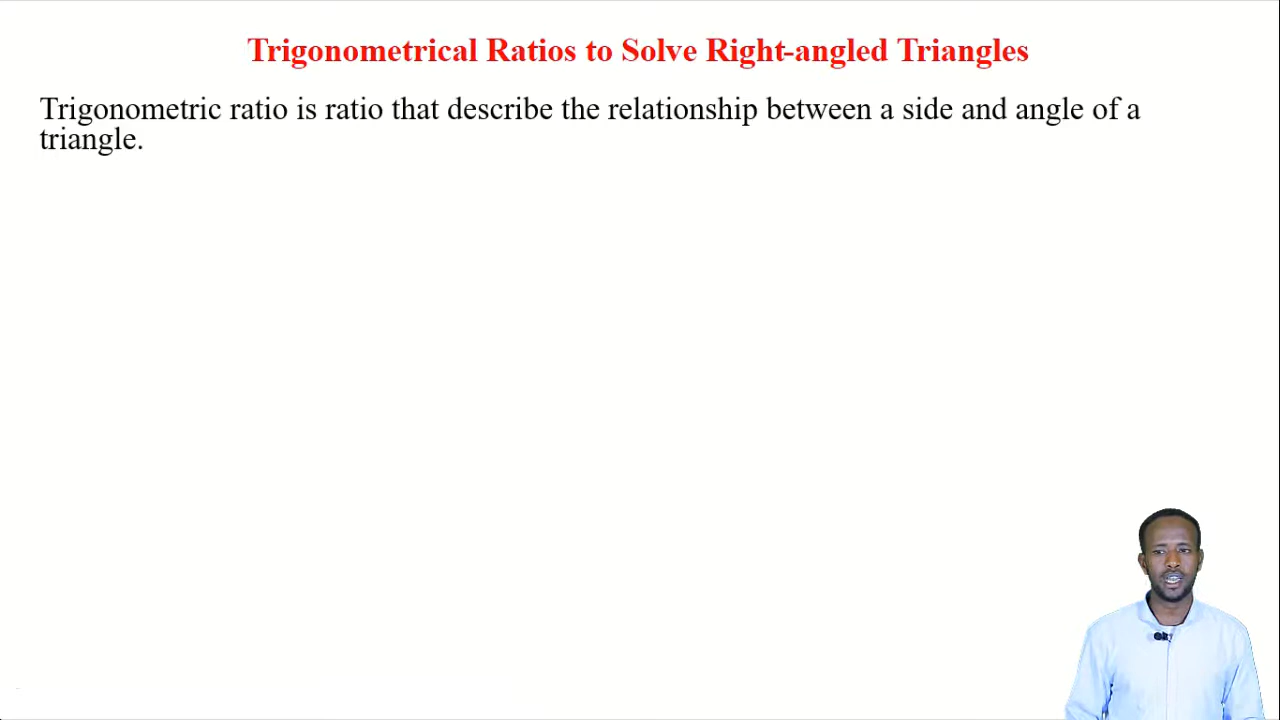 Trigonometrical Ratios to Solve Right-angled Triangles
Trigonometric ratio is ratio that describe the relationship between a side and angle of a
triangle.